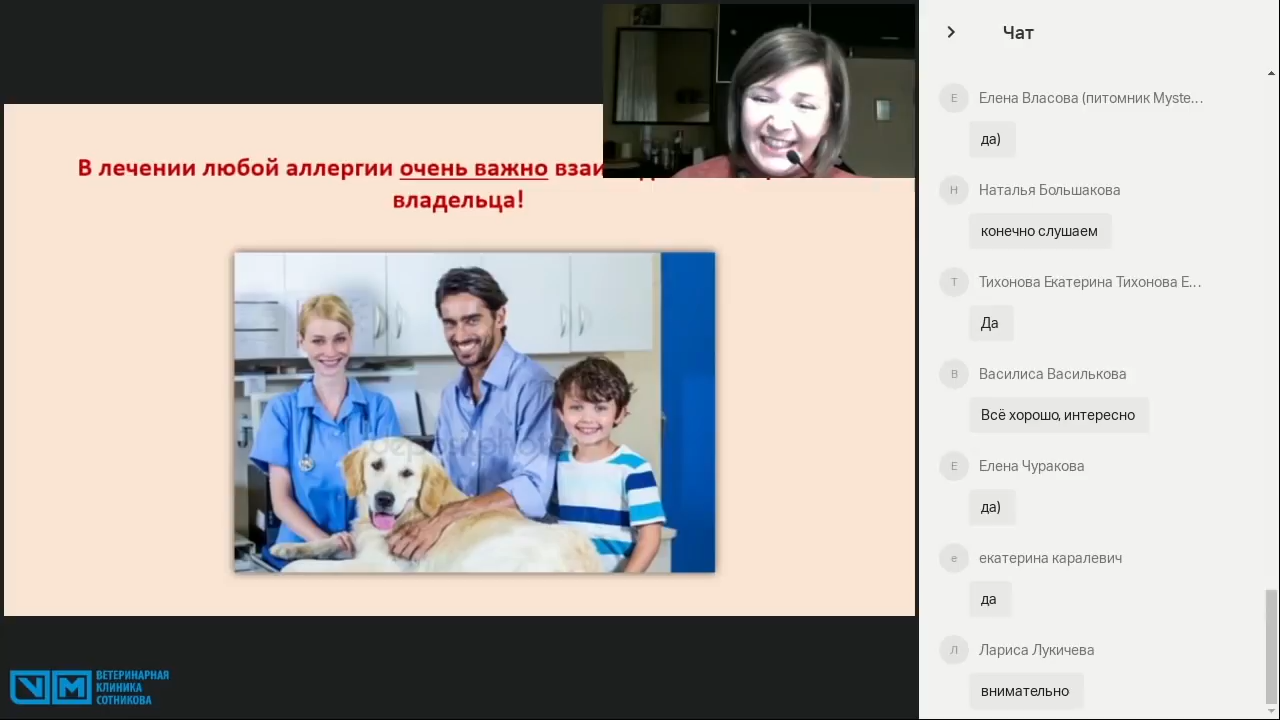 В лечении любой аллергии очень важно
владельца!
depositphotos
ВЕТЕРИНАРНАЯ
КЛИНИКА
СОТНИКОВА
Чат
Е
Елена Власова (питомник Myste...
да)
Н
Наталья Большакова
конечно слушаем
Т
Тихонова Екатерина Тихонова Е...
Да
В
Василиса Василькова
Всё хорошо, интересно
Е
Елена Чуракова
да)
е
екатерина каралевич
да
Л
Лариса Лукичева
внимательно